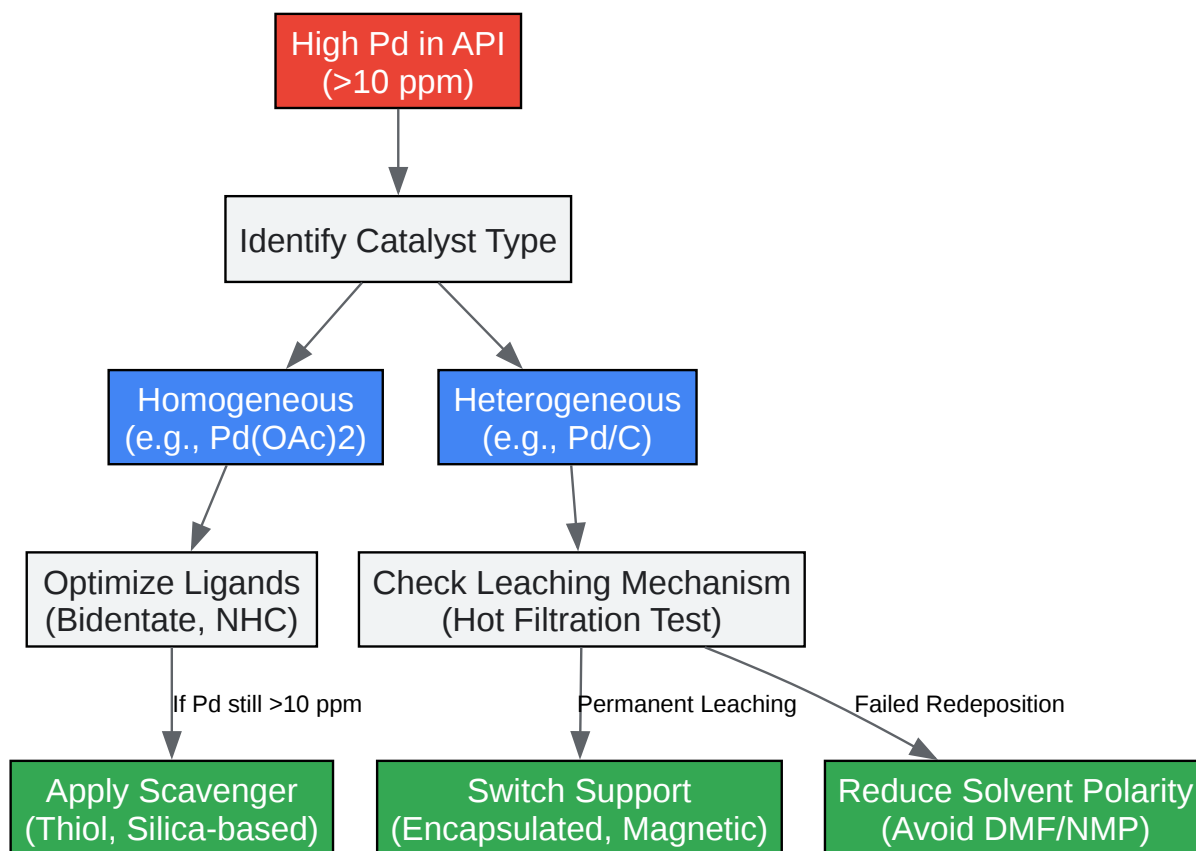 High Pd in API
(>10 ppm)
Identify Catalyst Type
Homogeneous
(e.g., Pd(OAc)2)
Heterogeneous
(e.g., Pd/C)
Optimize Ligands
(Bidentate, NHC)
Check Leaching Mechanism
(Hot Filtration Test)
If Pd still >10 ppm
Permanent Leaching
Failed Redeposition
Apply Scavenger
(Thiol, Silica-based)
Switch Support
(Encapsulated, Magnetic)
Reduce Solvent Polarity
(Avoid DMF/NMP)